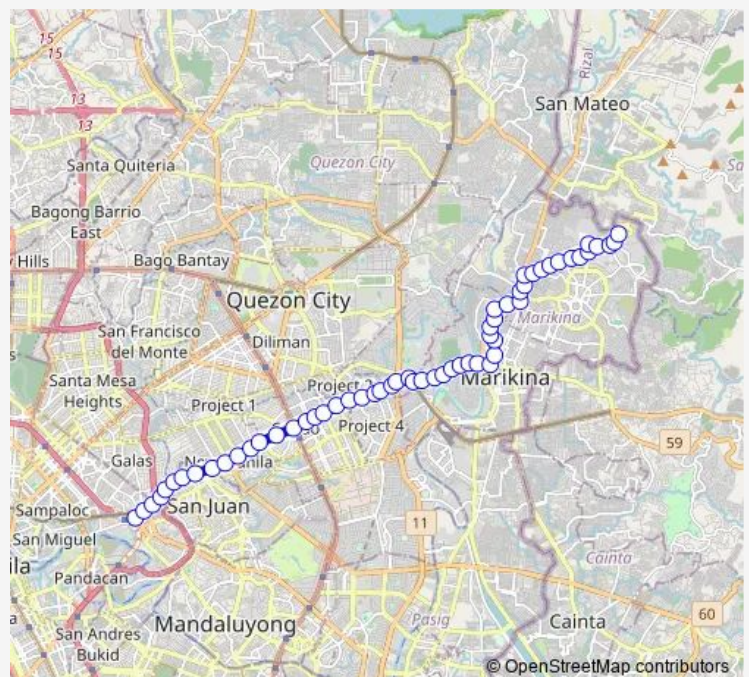 15
15
Rizal
San Mateo
13
13
Santa Quiteria
Quezon City
Bagong Barrio
East
Hills
Bago Bantay
Quezon City
Marikina
San Francisco
del Monte
Diliman
Santa Mesa
Heights
Project
Marikina
Project 1
Project 4
59
Galas
Sampaloc
San Juan
San Miguel
11
Cainta
Pandacan
60
Mandaluyong
Pasig
Cainta
San Andres
Bukid
© OpenStreetMap contributors